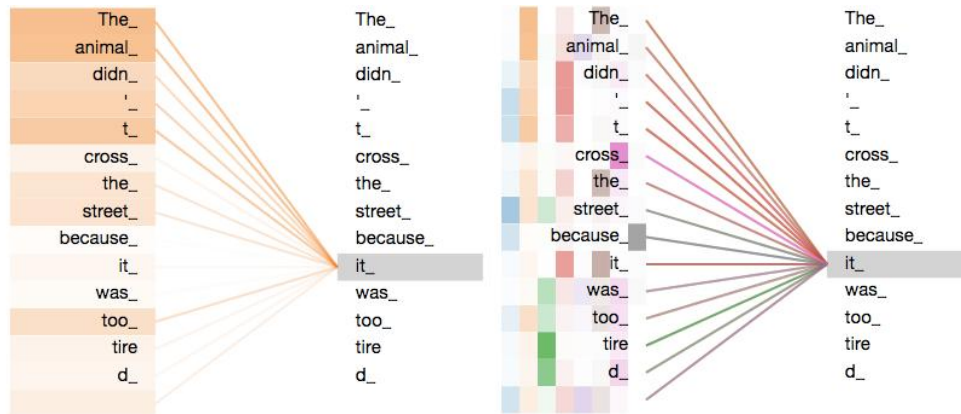 The_ The_ The_ The_
animal_ animal_ animal_ animal_
didn_ didn_ didn_ didn_
'_ '_ '_ '_
t_ t_ t_ t_
cross_ cross_ cross_ cross_
the_ the_ the_ the_
street_ street_ street_ street_
because_ because_ because_ because_
it_ it_ it_ it_
was_ was_ was_ was_
too_ too_ too_ too_
tire tire tire tire
d_ d_ d_ d_